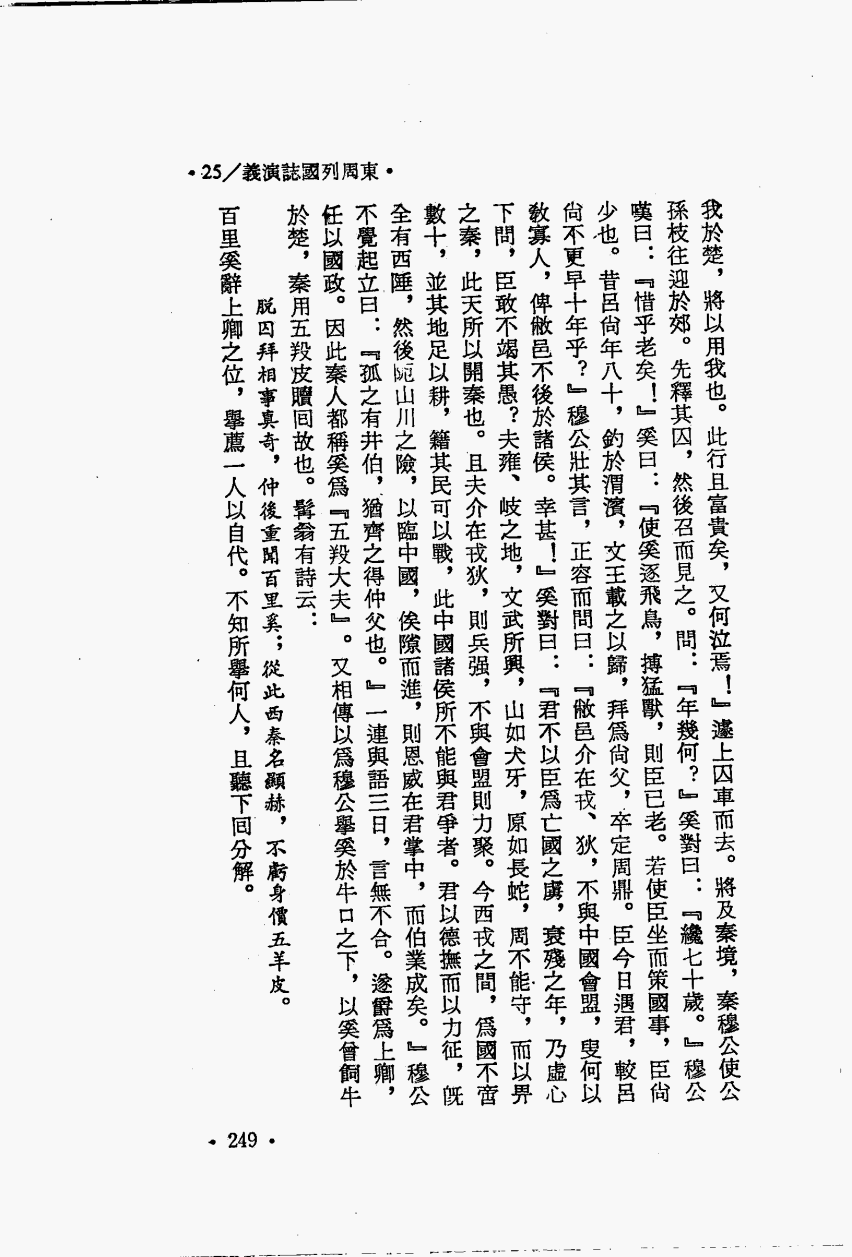 •25/義演誌國列周東•
我於楚，將以用我也。此行且富貴矣，又何泣焉！』遽上囚車而去。將及秦境，秦穆公使公
孫枝往迎於郊。先釋其囚，然後召而見之。問：『年幾何？』奚對曰：『纔七十歲。』穆公
嘆曰：『惜乎老矣！』奚曰：『使奚逐飛鳥，搏猛獸，則臣已老。若使臣坐而策國事，臣尙
少也。昔呂尙年八十，釣於渭濱，文王載之以歸，拜爲尙父，卒定周鼎。臣今日遇君，較呂
尙不更早十年乎？』穆公壯其言，正容而問曰：『敝邑介在戎、狄，不與中國會盟，叟何以
敎寡人，俾敝邑不後於諸侯。幸甚！』奚對曰：『君不以臣爲亡國之虜，衰殘之年，乃虛心
下問，臣敢不竭其愚？夫雍、岐之地，文武所興，山如犬牙，原如長蛇，周不能守，而以畀
之秦，此天所以開秦也。且夫介在戎狄，則兵强，不與會盟則力聚。今西戎之間，爲國不啻
數十，並其地足以耕，籍其民可以戰，此中國諸侯所不能與君爭者。君以德撫而以力征，旣
全有西陲，然後阨山川之險，以臨中國，俟隙而進，則恩威在君掌中，而伯業成矣。』穆公
不覺起立曰：『孤之有井伯，猶齊之得仲父也。』一連與語三日，言無不合。遂爵爲上卿，
任以國政。因此秦人都稱奚爲『五羖大夫』。又相傳以爲穆公舉奚於牛口之下，以奚曾飼牛
於楚，秦用五羖皮贖回故也。髯翁有詩云：
脫囚拜相事真奇，仲後重聞百里奚；從此西秦名顯赫，不虧身價五羊皮。
百里奚辭上卿之位，舉薦一人以自代。不知所舉何人，且聽下回分解。
•249•